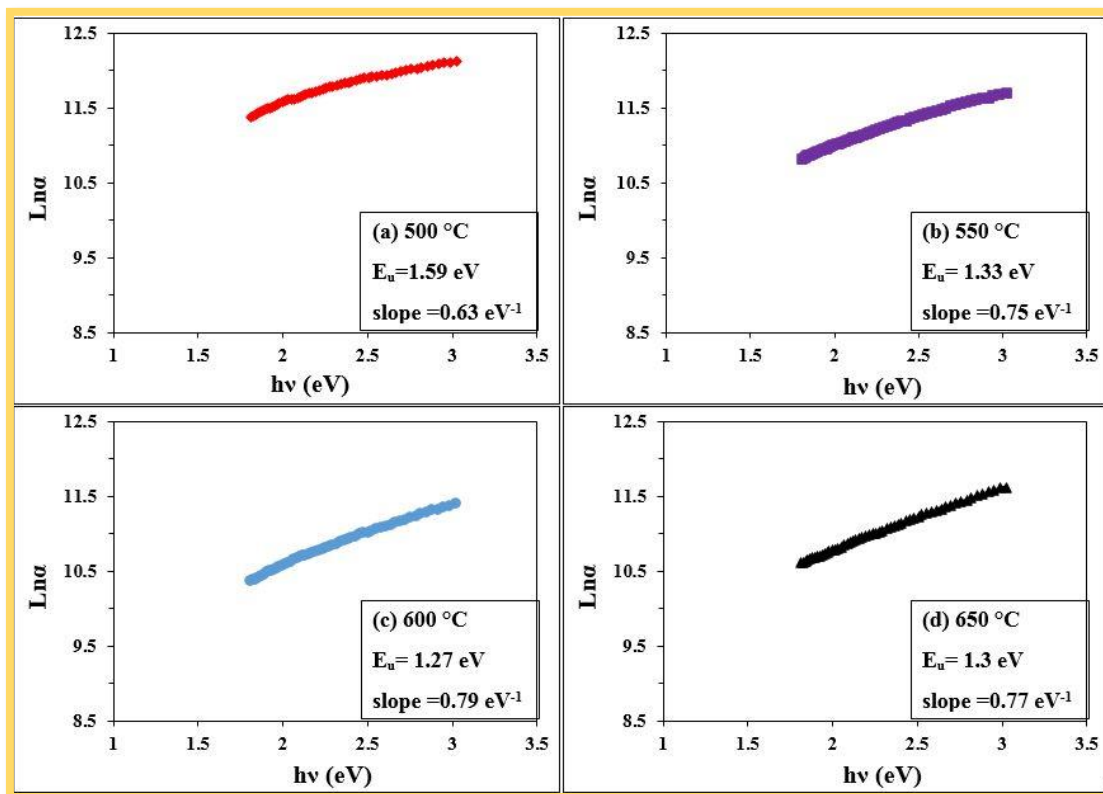 12.5
11.5
10.5
9.5
8.5
Lnα
1 1.5 2 2.5 3 3.5
hν (eV)
(a) 500 °C
Eᵤ=1.59 eV
slope =0.63 eV⁻¹
12.5
11.5
10.5
9.5
8.5
Lnα
1 1.5 2 2.5 3 3.5
hν (eV)
(b) 550 °C
Eᵤ= 1.33 eV
slope =0.75 eV⁻¹
12.5
11.5
10.5
9.5
8.5
Lnα
1 1.5 2 2.5 3 3.5
hν (eV)
(c) 600 °C
Eᵤ= 1.27 eV
slope =0.79 eV⁻¹
12.5
11.5
10.5
9.5
8.5
Lnα
1 1.5 2 2.5 3 3.5
hν (eV)
(d) 650 °C
Eᵤ= 1.3 eV
slope =0.77 eV⁻¹